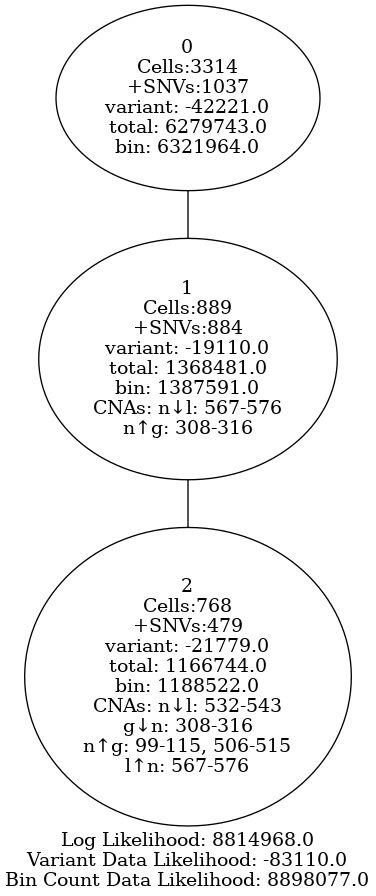 0
Cells:3314
+SNVs:1037
variant: -42221.0
total: 6279743.0
bin: 6321964.0
1
Cells:889
+SNVs:884
variant: -19110.0
total: 1368481.0
bin: 1387591.0
CNAs: n↓l: 567-576
n↑g: 308-316
2
Cells:768
+SNVs:479
variant: -21779.0
total: 1166744.0
bin: 1188522.0
CNAs: n↓l: 532-543
g↓n: 308-316
n↑g: 99-115, 506-515
l↑n: 567-576
Log Likelihood: 8814968.0
Variant Data Likelihood: -83110.0
Bin Count Data Likelihood: 8898077.0